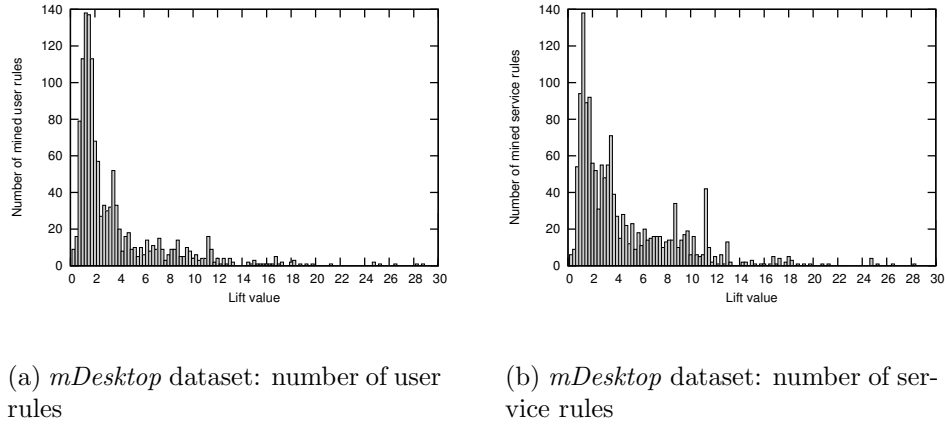 140
120
100
80
60
40
20
0
Number of mined user rules
0 2 4 6 8 10 12 14 16 18 20 22 24 26 28 30
Lift value
140
120
100
80
60
40
20
0
Number of mined service rules
0 2 4 6 8 10 12 14 16 18 20 22 24 26 28 30
Lift value
(a) mDesktop dataset: number of user
rules
(b) mDesktop dataset: number of ser-
vice rules